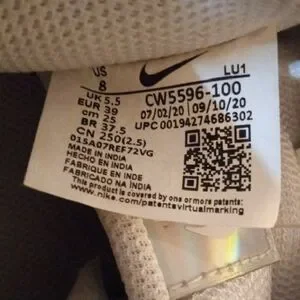 US 8 LU1
UK 5.5 CW5596-100
EUR 39 07/02/20 09/10/20
cm 25 UPC 00194274686302
BR 37.5
CN 250(2.5)
01SA07REF72VG
MADE IN INDIA
HECHO EN INDIA
FABRIQUE EN INDE
FABRICADO NA INDIA
This product is covered by one or more patents:
www.nike.com/patentsvirtualmarking